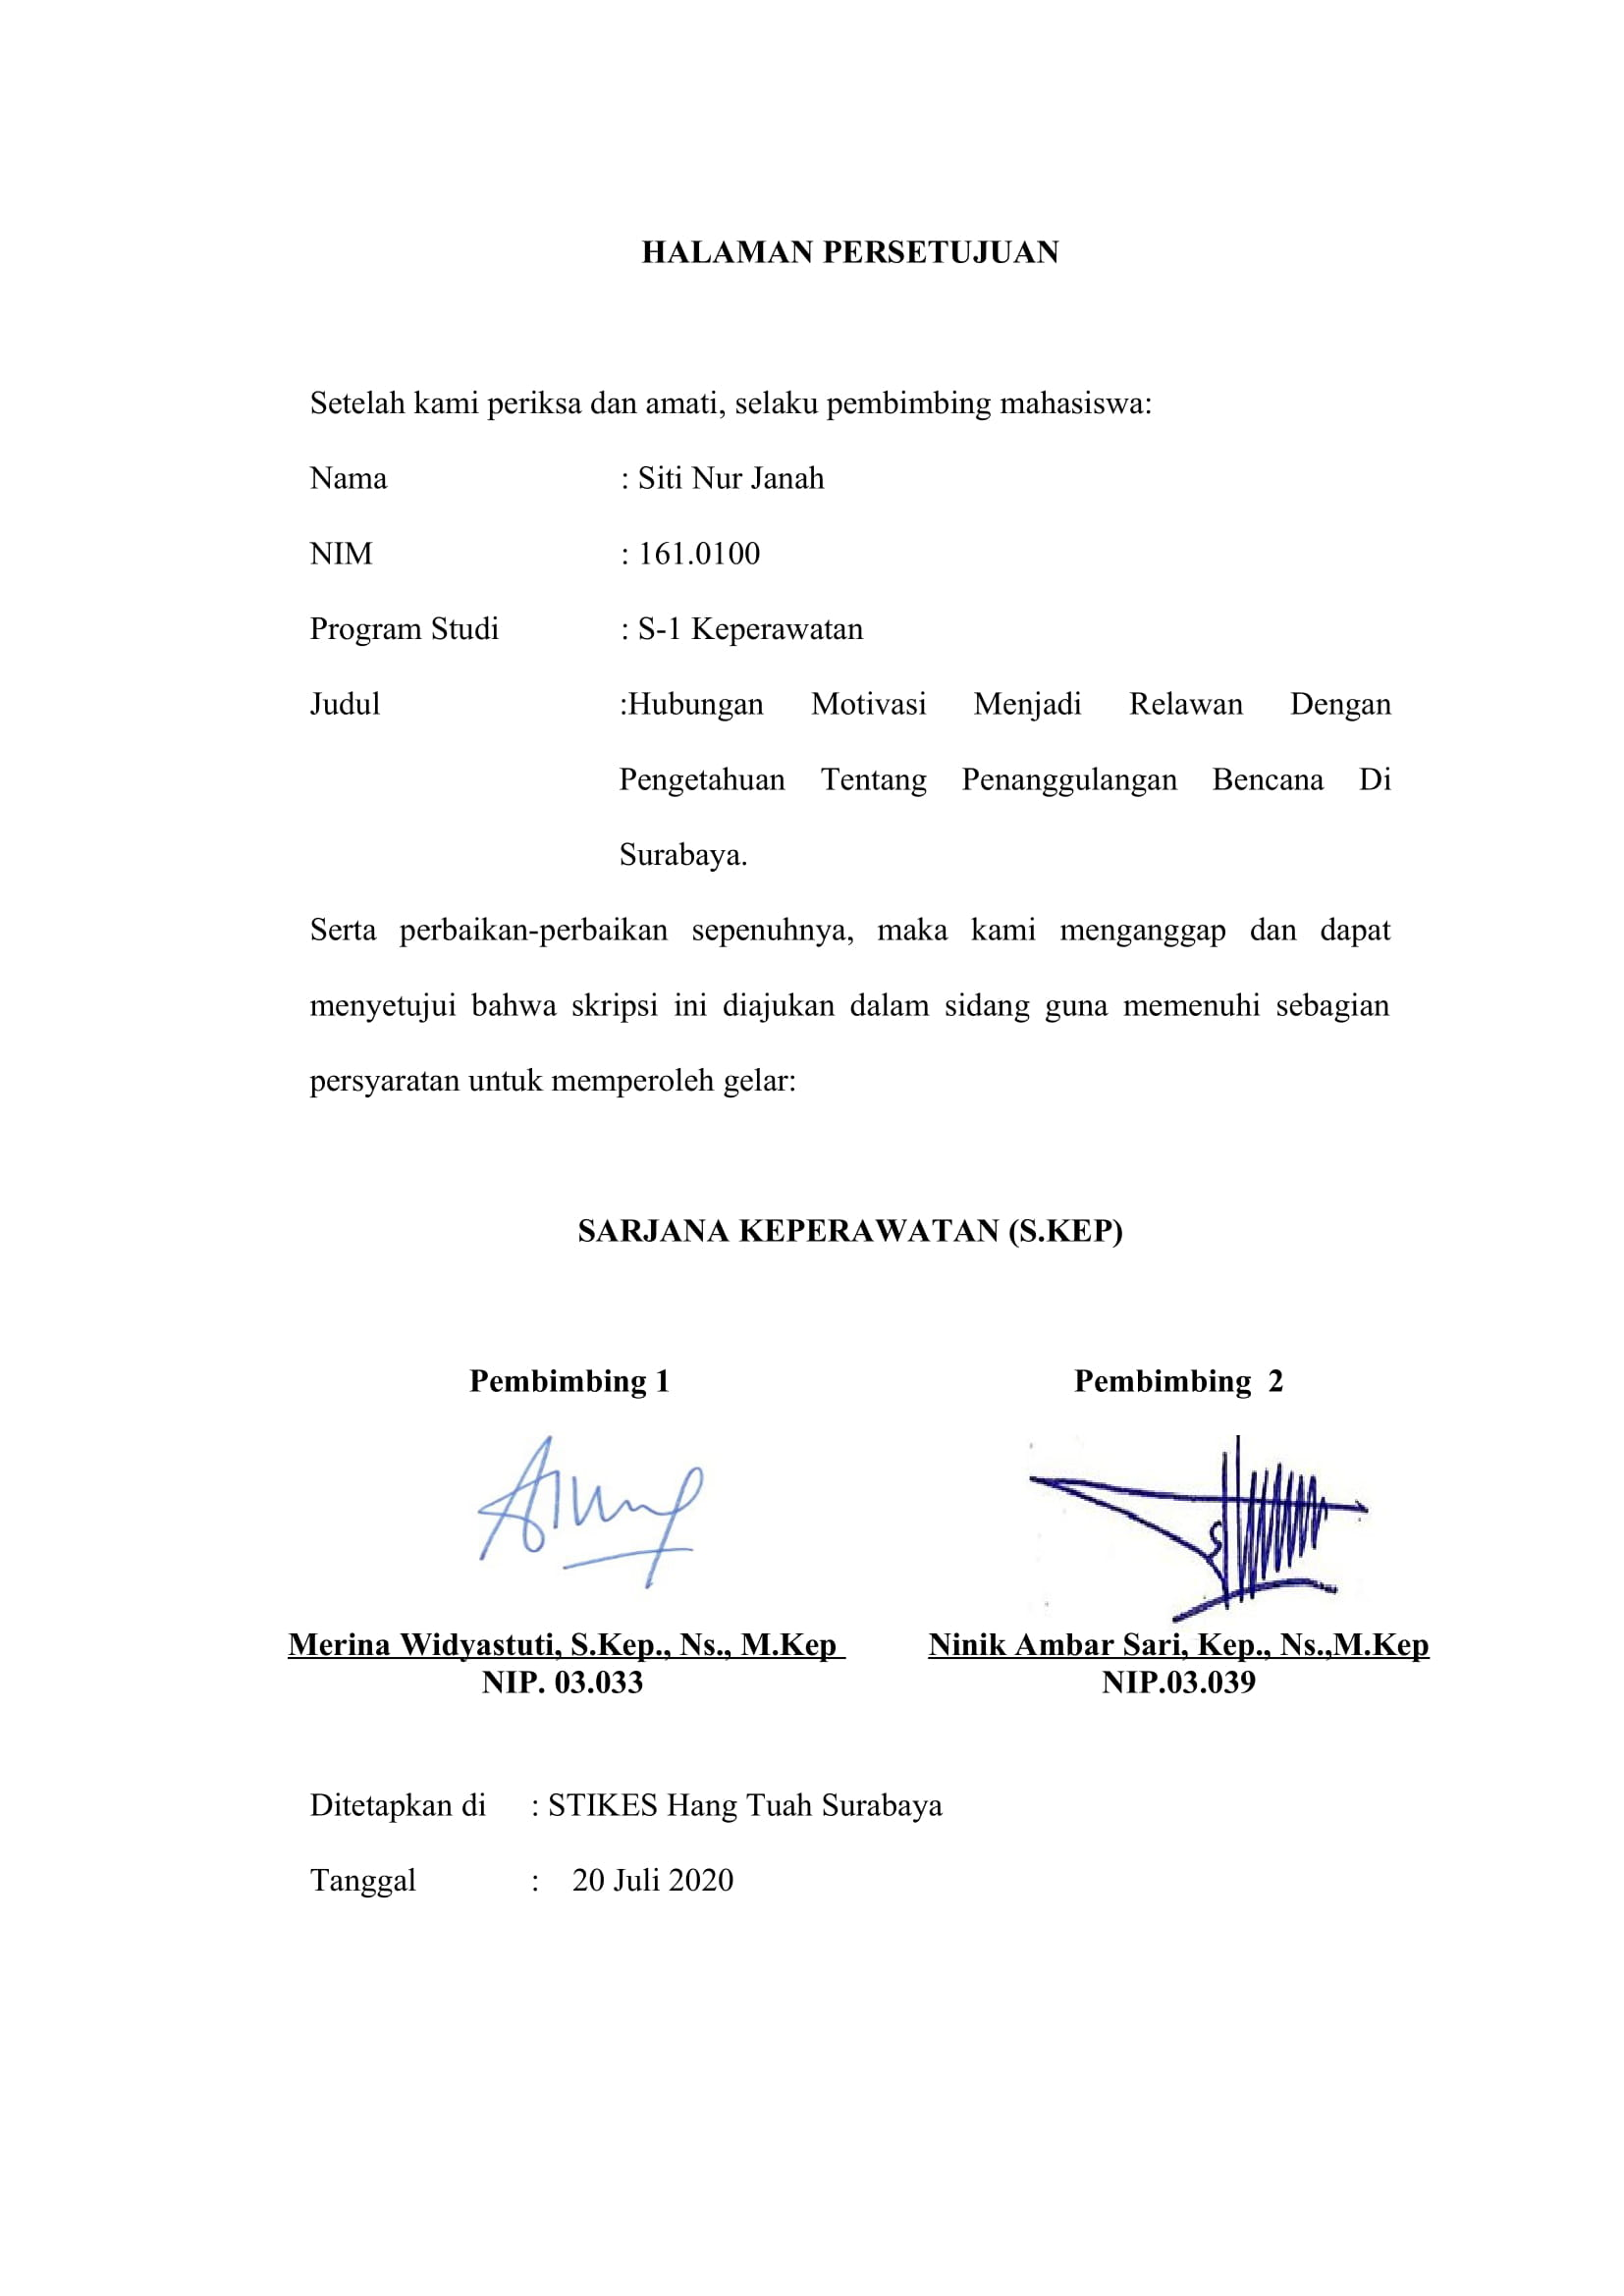 HALAMAN PERSETUJUAN
Setelah kami periksa dan amati, selaku pembimbing mahasiswa:
Nama : Siti Nur Janah
NIM : 161.0100
Program Studi : S-1 Keperawatan
Judul :Hubungan Motivasi Menjadi Relawan Dengan
Pengetahuan Tentang Penanggulangan Bencana Di
Surabaya.
Serta perbaikan-perbaikan sepenuhnya, maka kami menganggap dan dapat
menyetujui bahwa skripsi ini diajukan dalam sidang guna memenuhi sebagian
persyaratan untuk memperoleh gelar:
SARJANA KEPERAWATAN (S.KEP)
Pembimbing 1 Pembimbing 2
Merina Widyastuti, S.Kep., Ns., M.Kep Ninik Ambar Sari, Kep., Ns.,M.Kep
NIP. 03.033 NIP.03.039
Ditetapkan di : STIKES Hang Tuah Surabaya
Tanggal : 20 Juli 2020